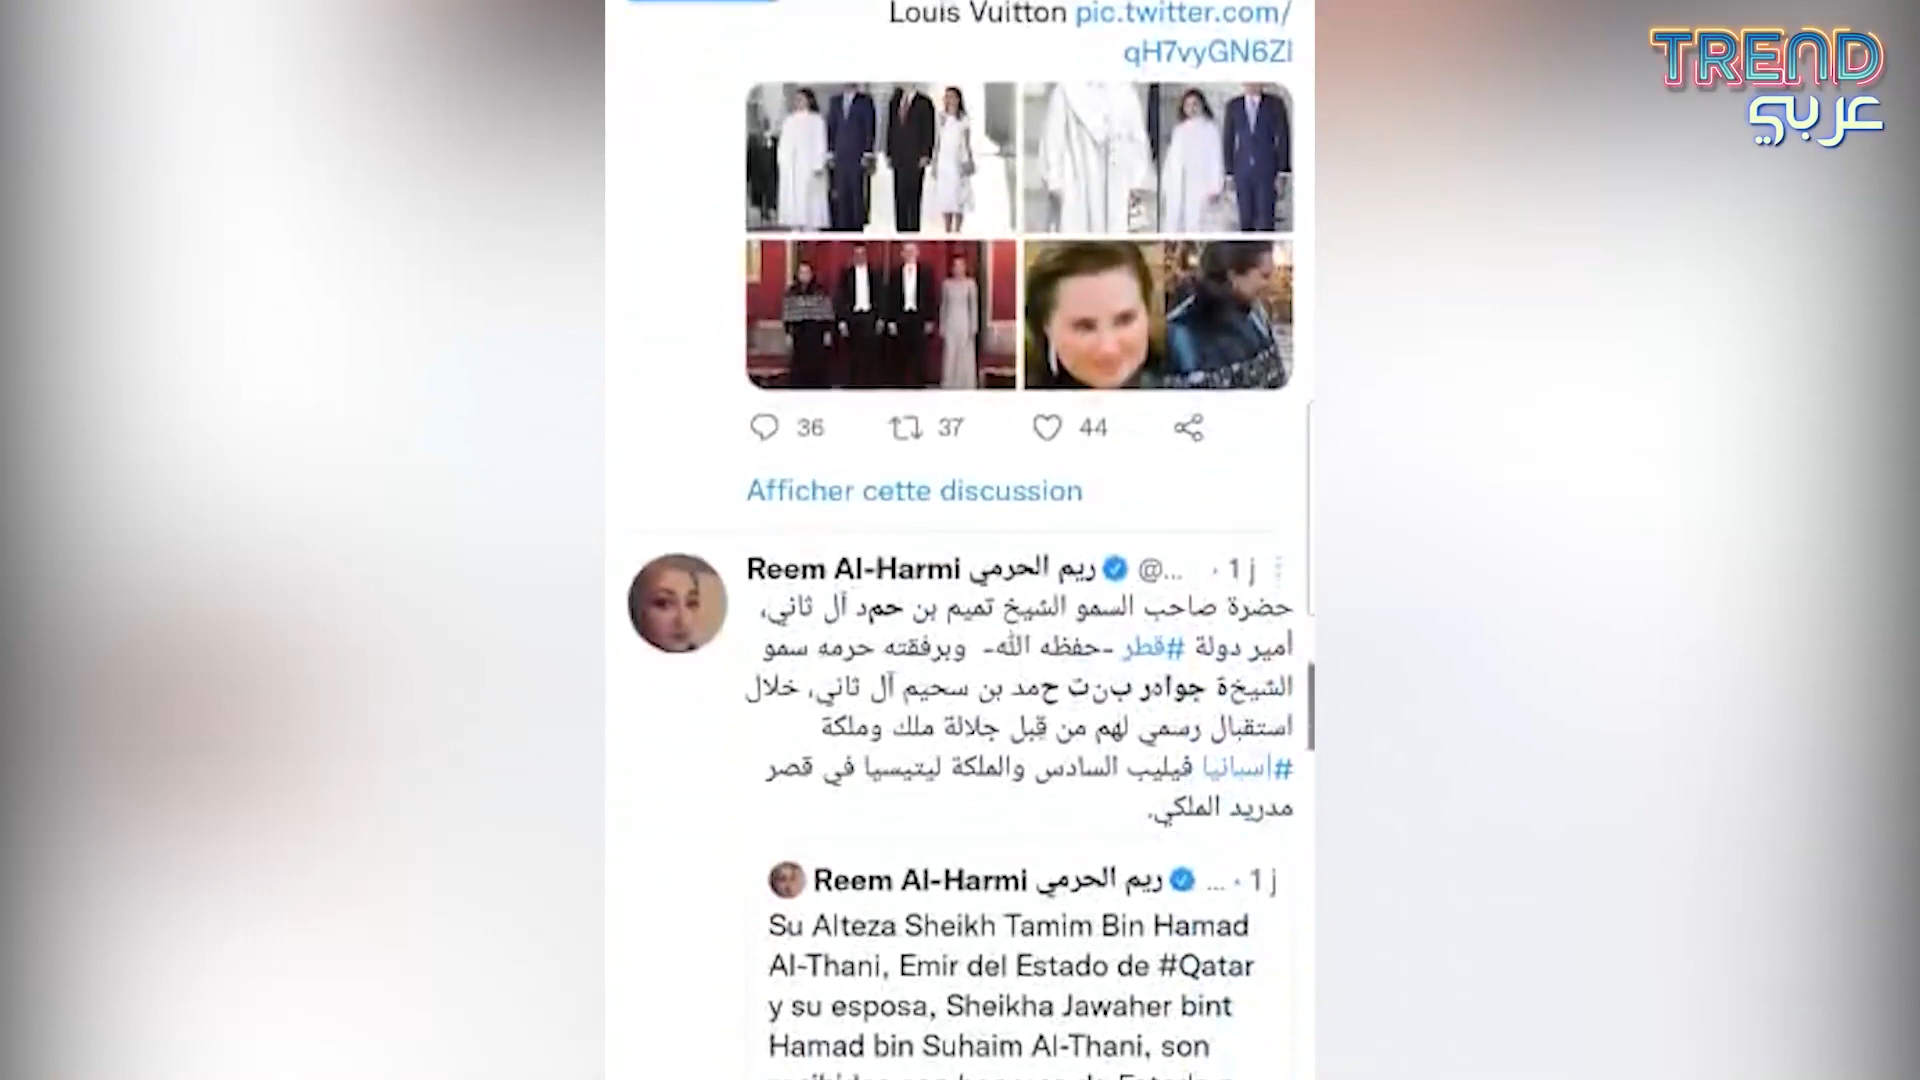 Louis Vuitton pic.twitter.com/
qH7vyGN6ZI
TREND
عربي
36 37 44
Afficher cette discussion
Reem Al-Harmi ريم الحرمي @... · 1 j
حضرة صاحب السمو الشيخ تميم بن حمد آل ثاني،
أمير دولة #قطر -حفظه الله- وبرفقته حرمه سمو
الشيخة جواهر بنت حمد بن سحيم آل ثاني، خلال
استقبال رسمي لهم من قِبل جلالة ملك وملكة
#إسبانيا فيليب السادس والملكة ليتيسيا في قصر
مدريد الملكي.
Reem Al-Harmi ريم الحرمي ... · 1 j
Su Alteza Sheikh Tamim Bin Hamad
Al-Thani, Emir del Estado de #Qatar
y su esposa, Sheikha Jawaher bint
Hamad bin Suhaim Al-Thani, son